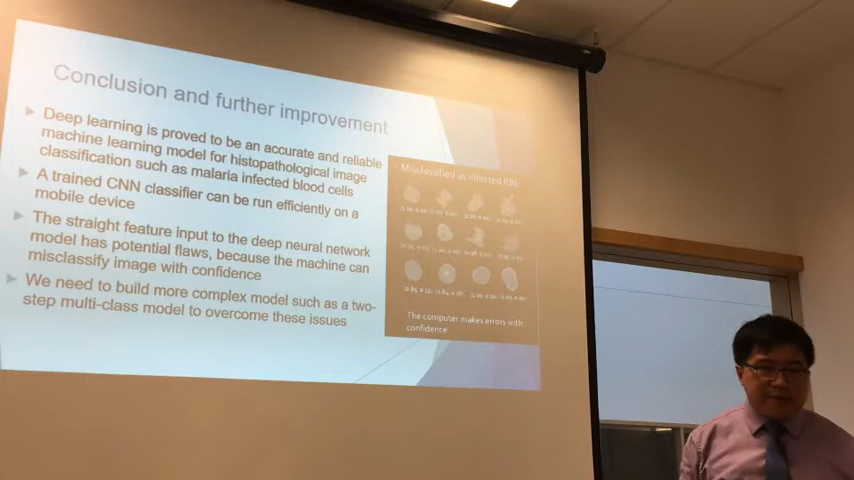 Conclusion and further improvement
Deep learning is proved to be an accurate and reliable
machine learning model for histopathological image
classification such as malaria infected blood cells
A trained CNN classifier can be run efficiently on a
mobile device
The straight feature input to the deep neural network
model has potential flaws, because the machine can
misclassify image with confidence
We need to build more complex model such as a two-
step multi-class model to overcome these issues
Misclassified as infected RBC
The computer makes errors with
confidence